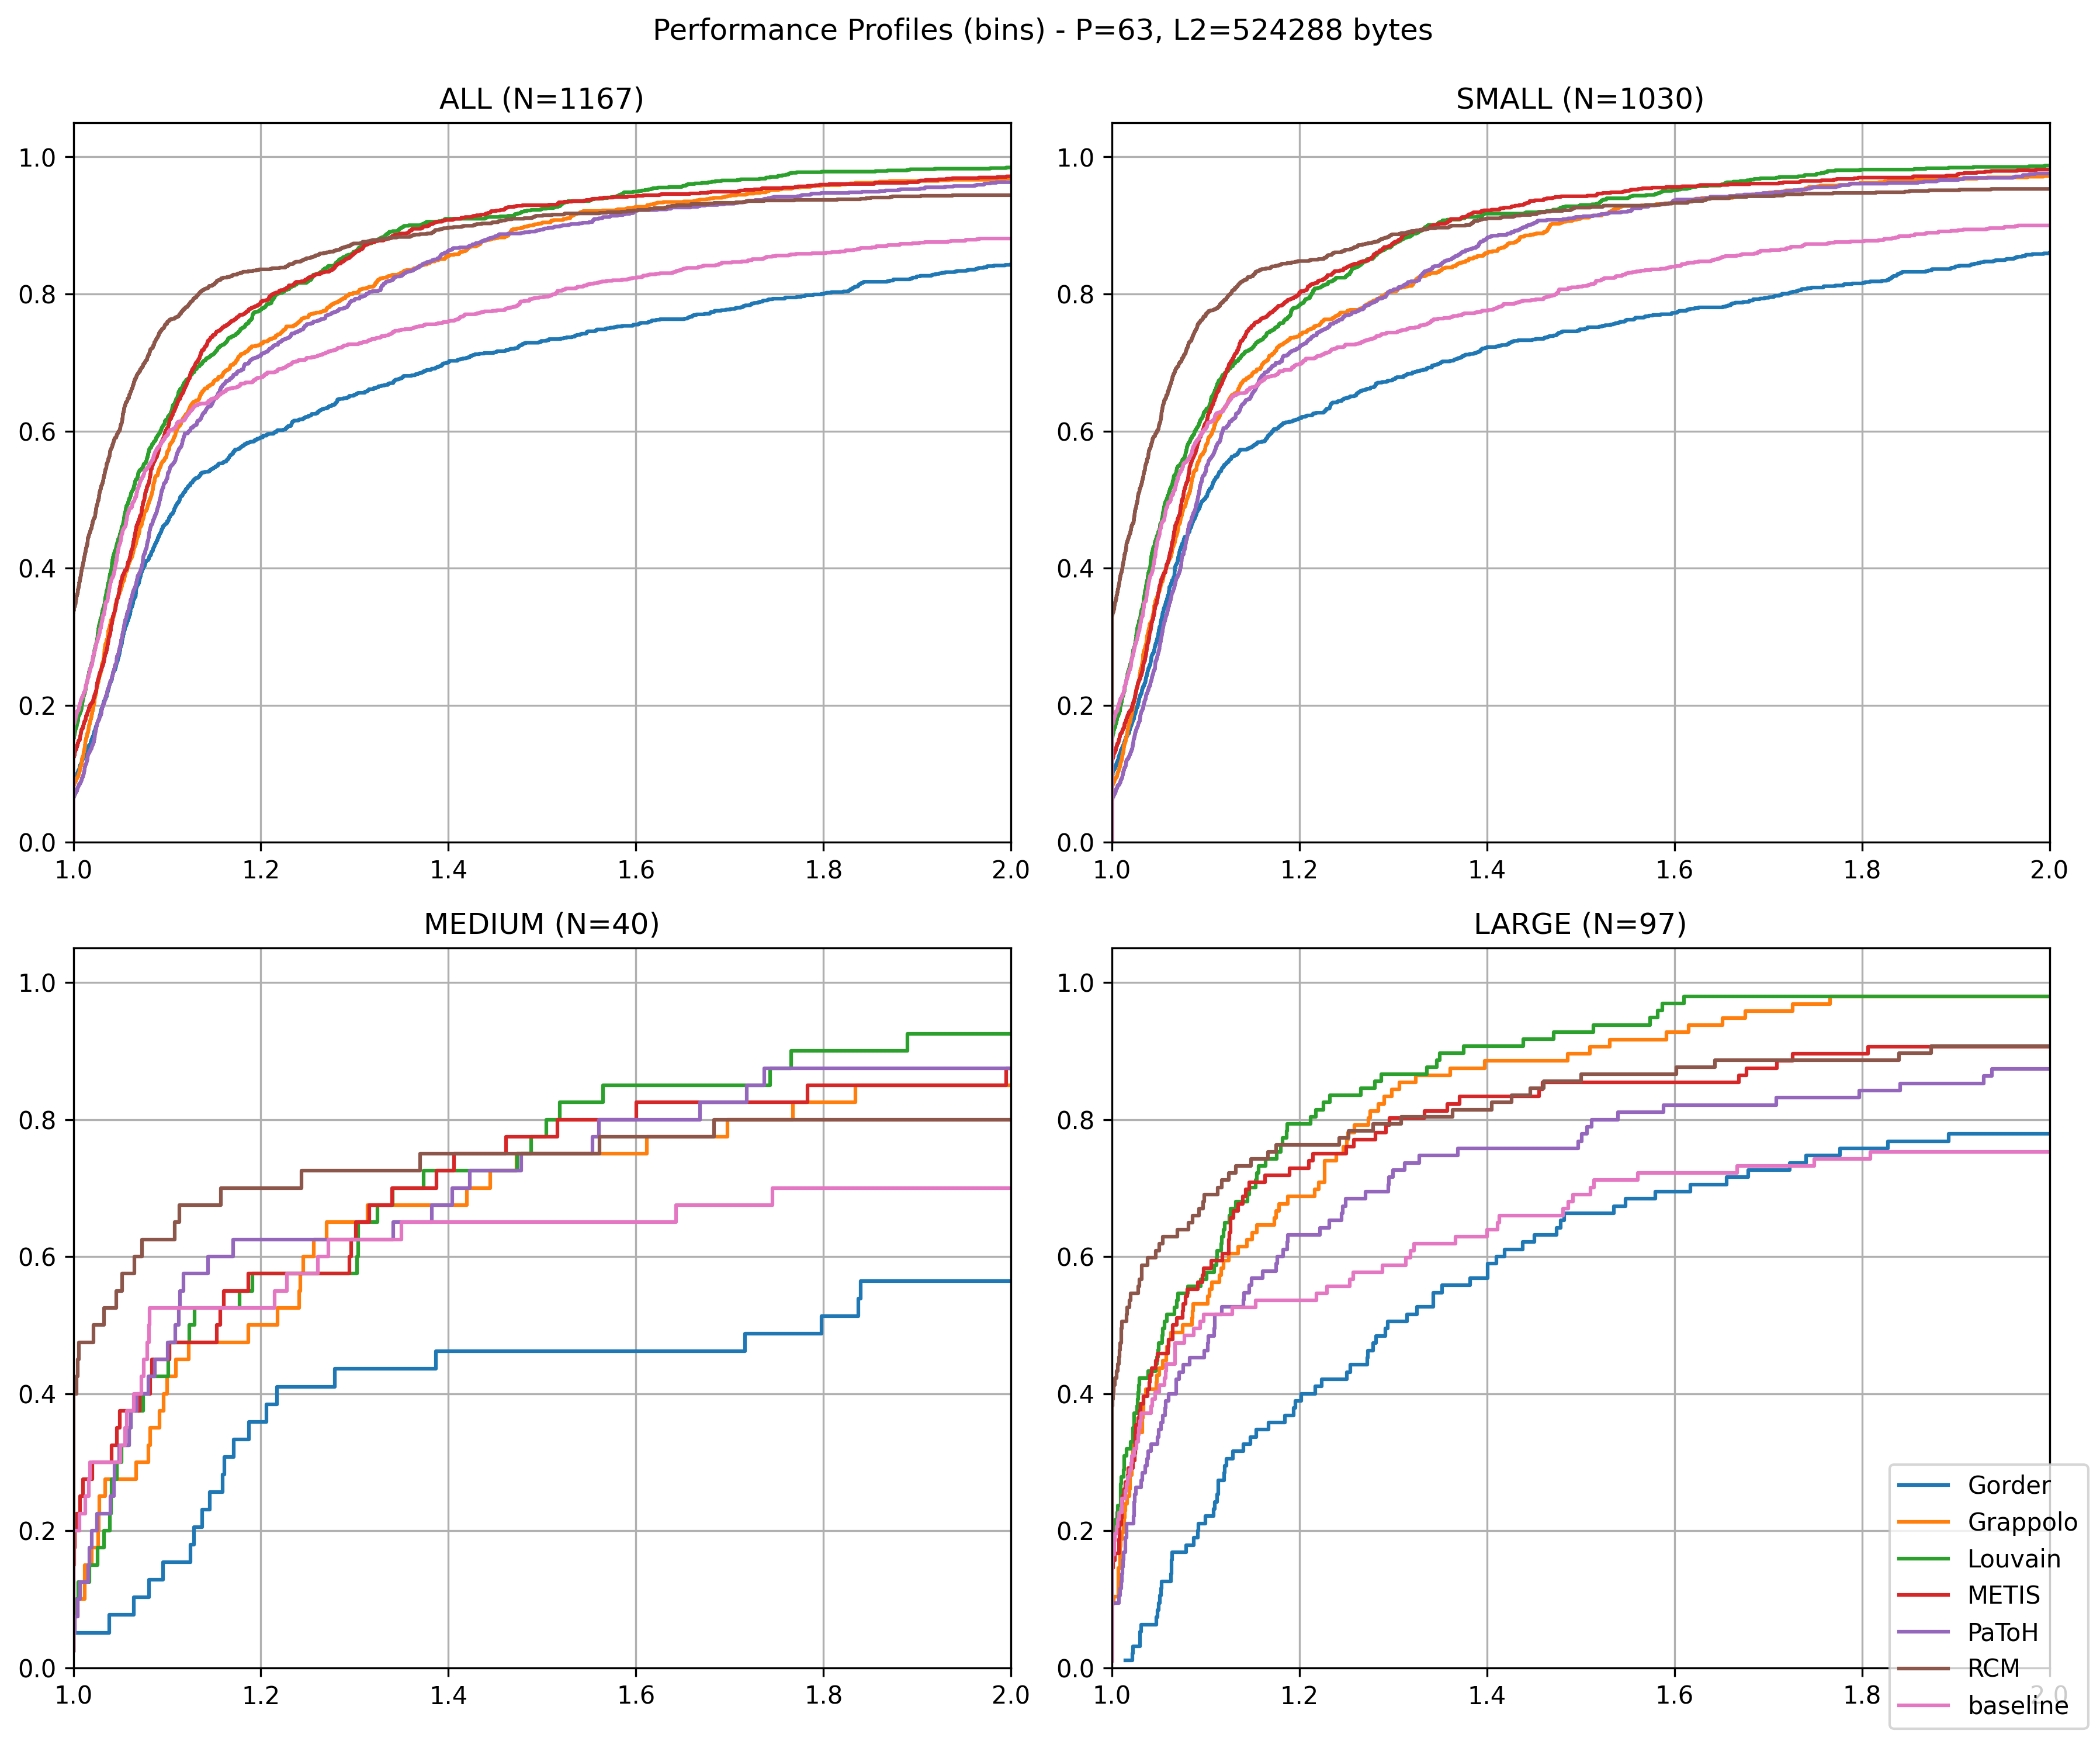 Performance Profiles (bins) - P=63, L2=524288 bytes
ALL (N=1167)
1.0
0.8
0.6
0.4
0.2
0.0
1.0 1.2 1.4 1.6 1.8 2.0
SMALL (N=1030)
1.0
0.8
0.6
0.4
0.2
0.0
1.0 1.2 1.4 1.6 1.8 2.0
MEDIUM (N=40)
1.0
0.8
0.6
0.4
0.2
0.0
1.0 1.2 1.4 1.6 1.8 2.0
LARGE (N=97)
1.0
0.8
0.6
0.4
0.2
0.0
1.0 1.2 1.4 1.6 1.8 2.0
Gorder
Grappolo
Louvain
METIS
PaToH
RCM
baseline